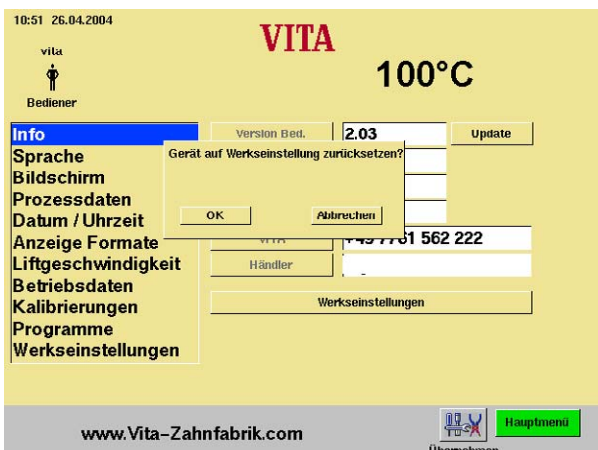 10:51 26.04.2004
VITA
vita
100°C
Bediener
Info
Version Bed.
2.03
Update
Sprache
Gerät auf Werkseinstellung zurücksetzen?
Bildschirm
Prozessdaten
OK
Abbrechen
Datum / Uhrzeit
Anzeige Formate
VITA
+49 7761 562 222
Liftgeschwindigkeit
Händler
Betriebsdaten
Kalibrierungen
Werkseinstellungen
Programme
Werkseinstellungen
www.Vita-Zahnfabrik.com
Hauptmenü
Übernehmen